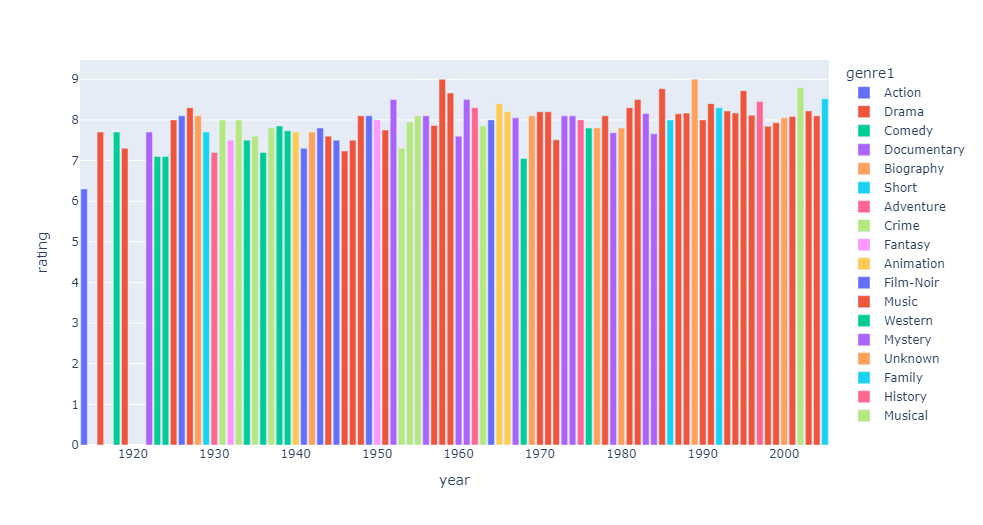 genre1
Action
Drama
Comedy
Documentary
Biography
Short
Adventure
Crime
Fantasy
Animation
Film-Noir
Music
Western
Mystery
Unknown
Family
History
Musical
rating
9
8
7
6
5
4
3
2
1
0
1920 1930 1940 1950 1960 1970 1980 1990 2000
year